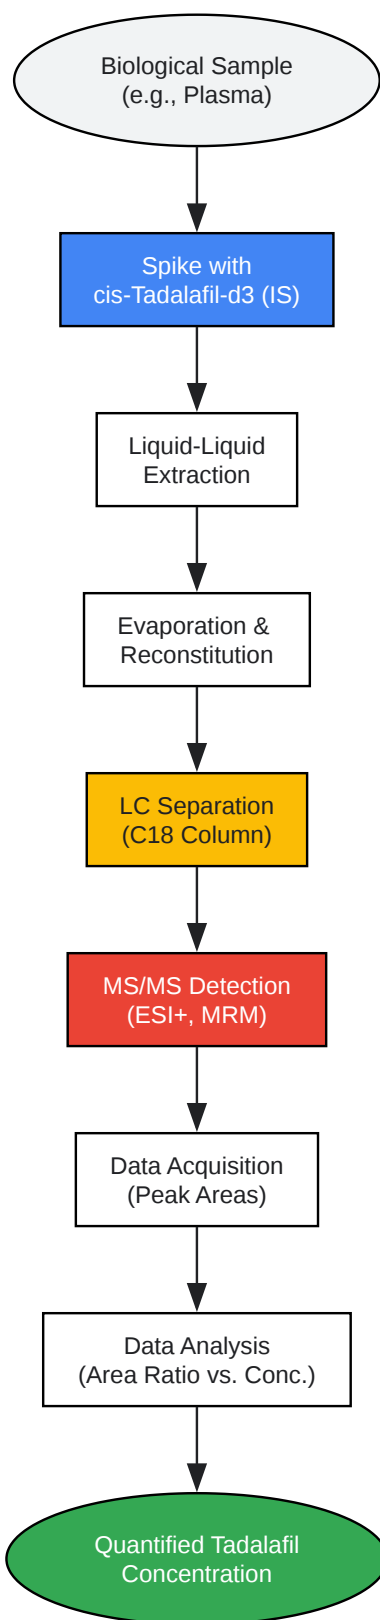 Biological Sample
(e.g., Plasma)
Spike with
cis-Tadalafil-d3 (IS)
Liquid-Liquid
Extraction
Evaporation &
Reconstitution
LC Separation
(C18 Column)
MS/MS Detection
(ESI+, MRM)
Data Acquisition
(Peak Areas)
Data Analysis
(Area Ratio vs. Conc.)
Quantified Tadalafil
Concentration